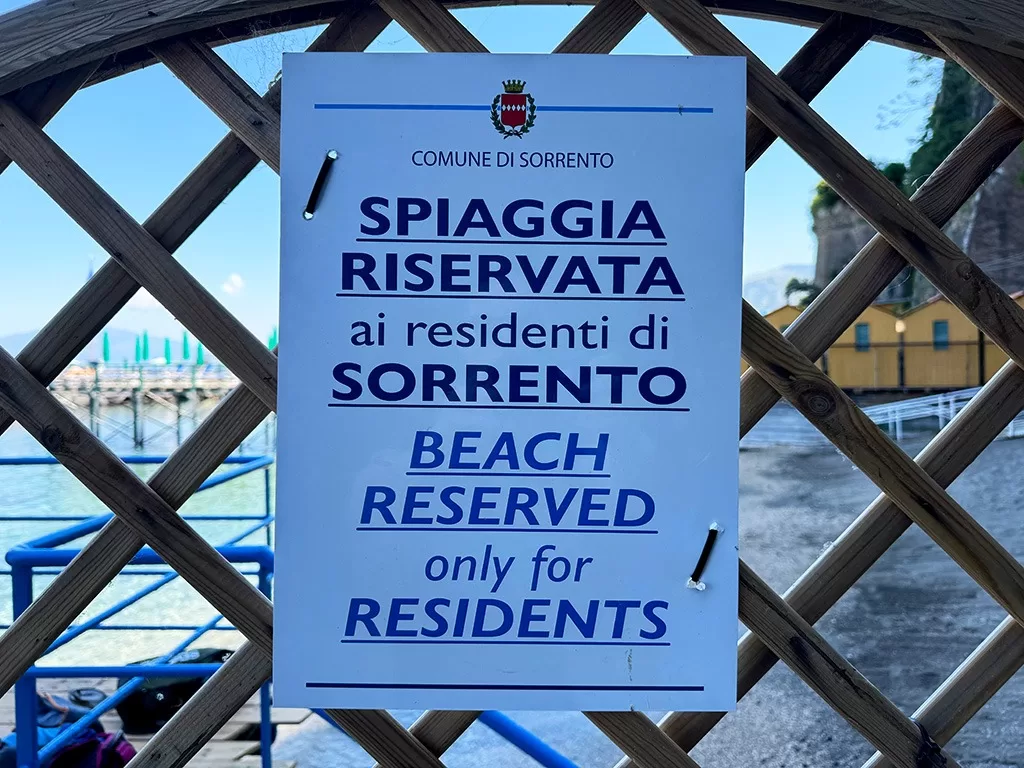 COMUNE DI SORRENTO
SPIAGGIA
RISERVATA
ai residenti di
SORRENTO
BEACH
RESERVED
only for
RESIDENTS